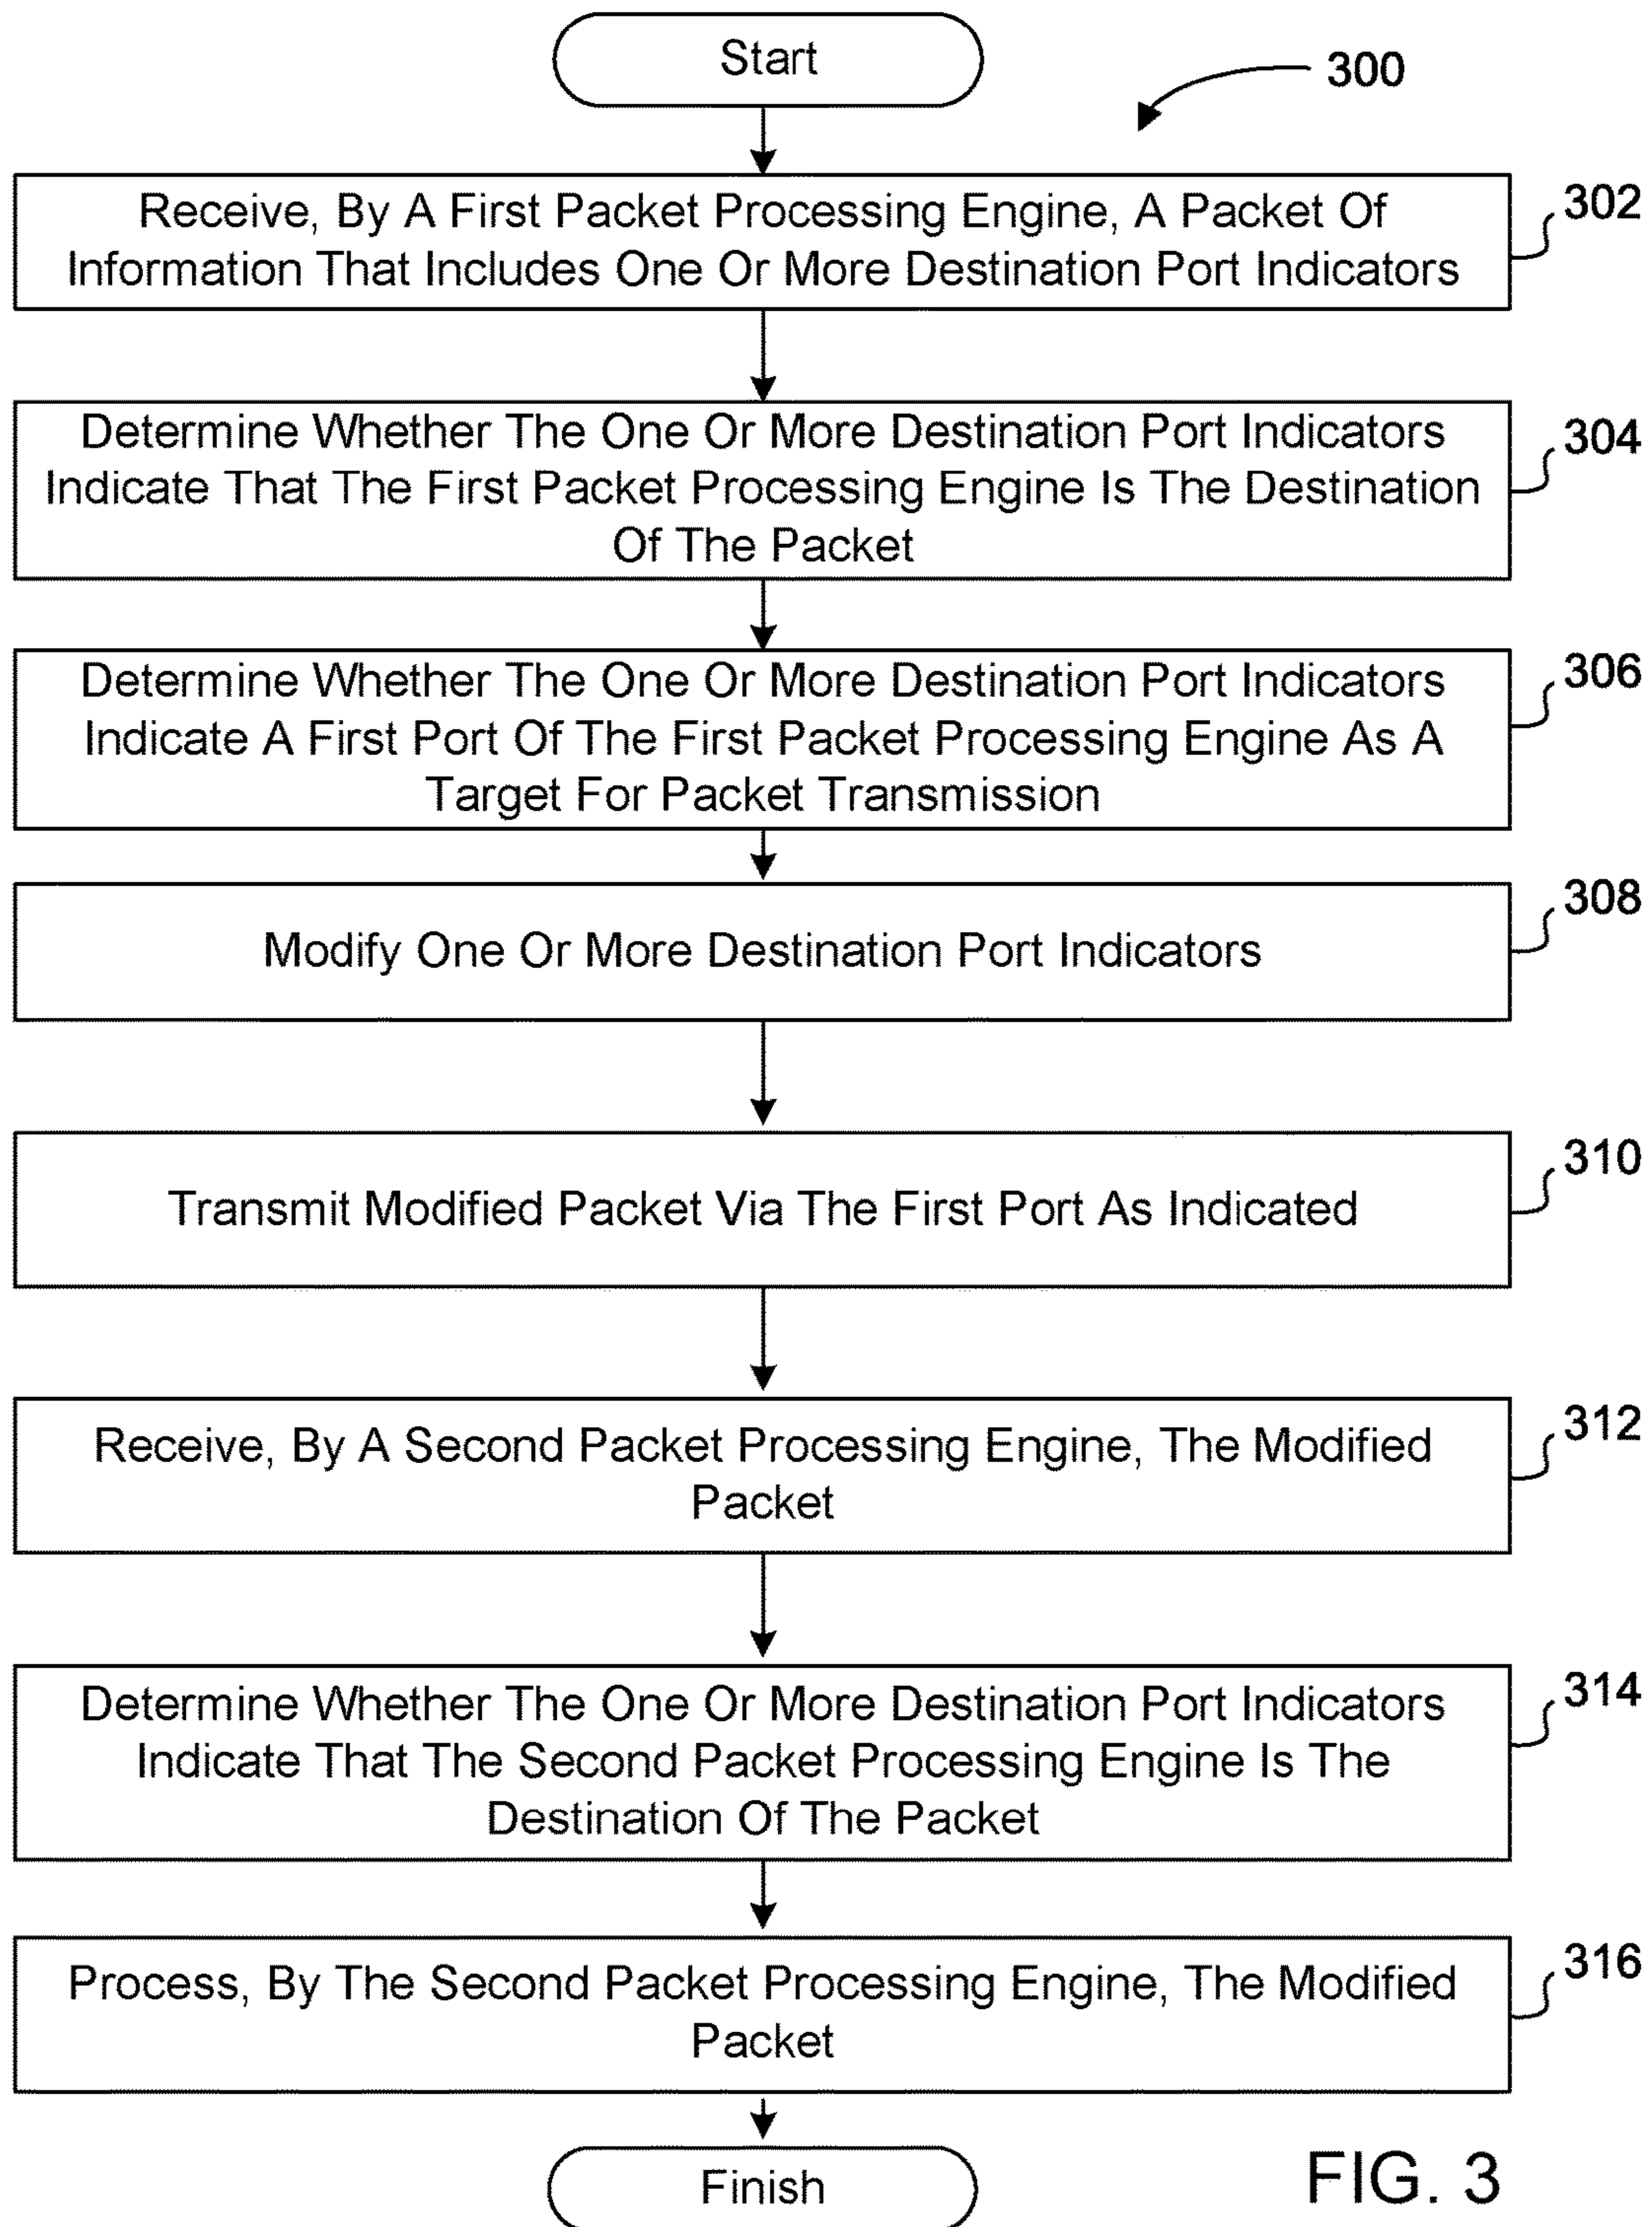 Start
300
Receive, By A First Packet Processing Engine, A Packet Of
Information That Includes One Or More Destination Port Indicators
302
Determine Whether The One Or More Destination Port Indicators
Indicate That The First Packet Processing Engine Is The Destination
Of The Packet
304
Determine Whether The One Or More Destination Port Indicators
Indicate A First Port Of The First Packet Processing Engine As A
Target For Packet Transmission
306
Modify One Or More Destination Port Indicators
308
Transmit Modified Packet Via The First Port As Indicated
310
Receive, By A Second Packet Processing Engine, The Modified
Packet
312
Determine Whether The One Or More Destination Port Indicators
Indicate That The Second Packet Processing Engine Is The
Destination Of The Packet
314
Process, By The Second Packet Processing Engine, The Modified
Packet
316
Finish
FIG. 3